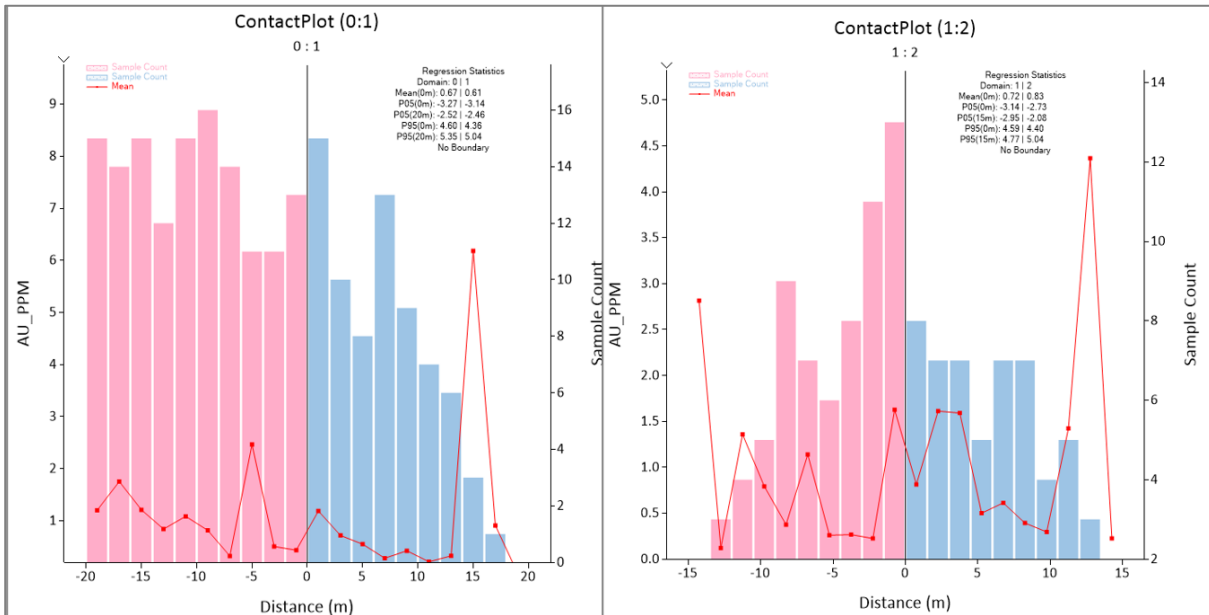 ContactPlot (0:1)
0 : 1
Sample Count
Sample Count
Mean
Regression Statistics
Domain: 0 | 1
Mean(0m): 0.67 | 0.61
P05(0m): -3.27 | -3.14
P05(20m): -2.52 | -2.46
P95(0m): 4.60 | 4.36
P95(20m): 5.35 | 5.04
No Boundary
9
8
7
6
5
4
3
2
1
AU_PPM
16
14
12
10
8
6
4
2
0
Sample Count
-20 -15 -10 -5 0 5 10 15 20
Distance (m)
ContactPlot (1:2)
1 : 2
Sample Count
Sample Count
Mean
Regression Statistics
Domain: 1 | 2
Mean(0m): 0.72 | 0.83
P05(0m): -3.14 | -2.73
P05(15m): -2.95 | -2.08
P95(0m): 4.59 | 4.40
P95(15m): 4.77 | 5.04
No Boundary
5.0
4.5
4.0
3.5
3.0
2.5
2.0
1.5
1.0
0.5
0.0
AU_PPM
14
12
10
8
6
4
2
Sample Count
-15 -10 -5 0 5 10 15
Distance (m)